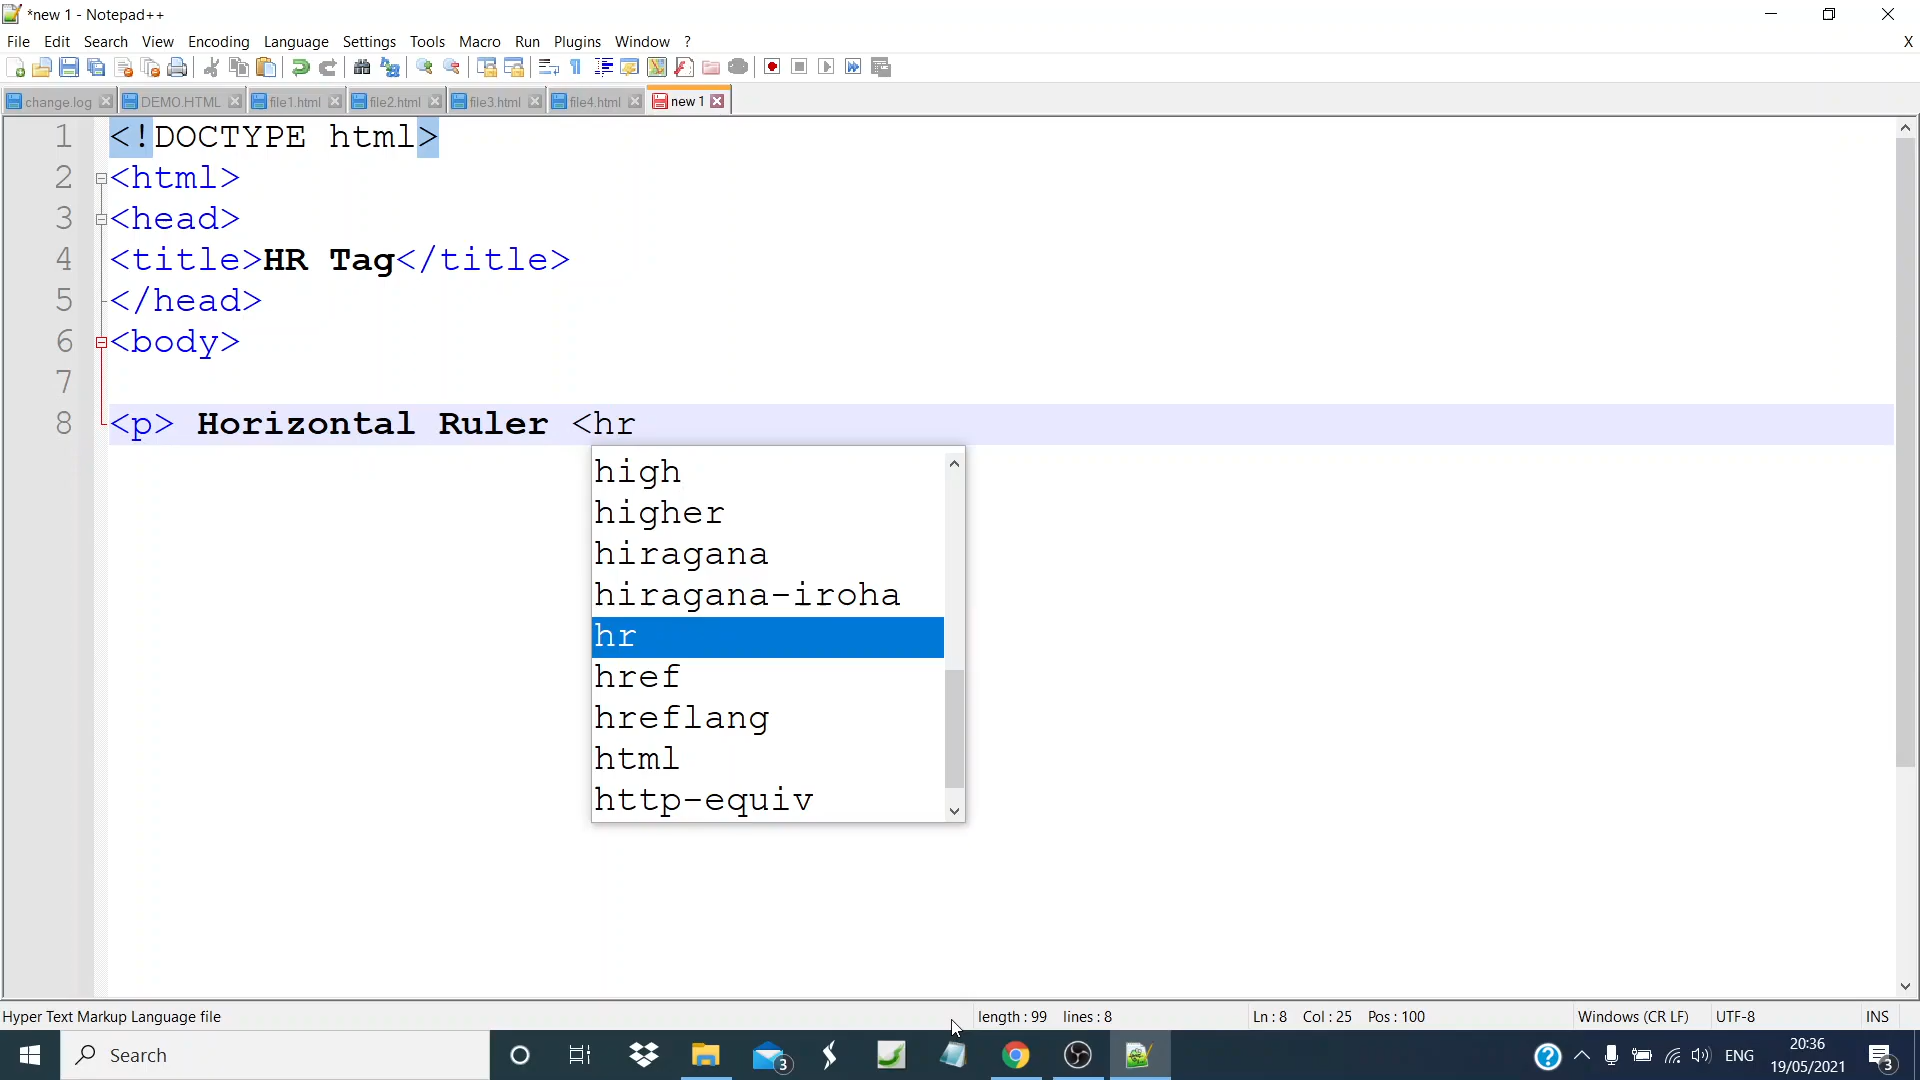 *new 1 - Notepad++
File Edit Search View Encoding Language Settings Tools Macro Run Plugins Window ? X
change.log DEMO.HTML file1.html file2.html file3.html file4.html new 1
1 <!DOCTYPE html>
2 <html>
3 <head>
4 <title>HR Tag</title>
5 </head>
6 <body>
7
8 <p> Horizontal Ruler <hr
high
higher
hiragana
hiragana-iroha
hr
href
hreflang
html
http-equiv
Hyper Text Markup Language file length : 99 lines : 8 Ln : 8 Col : 25 Pos : 100 Windows (CR LF) UTF-8 INS
Search 3 ENG 20:36 3
19/05/2021